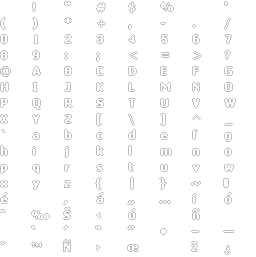 ! " # $ % '
( ) * + , - . /
0 1 2 3 4 5 6 7
8 9 : ; < = > ?
@ A B C D E F G
H I J K L M N O
P Q R S T U V W
X Y Z [ \ ] ^ _
` a b c d e f g
h i j k l m n o
p q r s t u v w
x y z { | } ~
é , á „ … í ó
ˆ ‰ Š ‹ ú ñ
‘ ’ “ ” • – —
˜ ™ Ñ › œ ž ¿